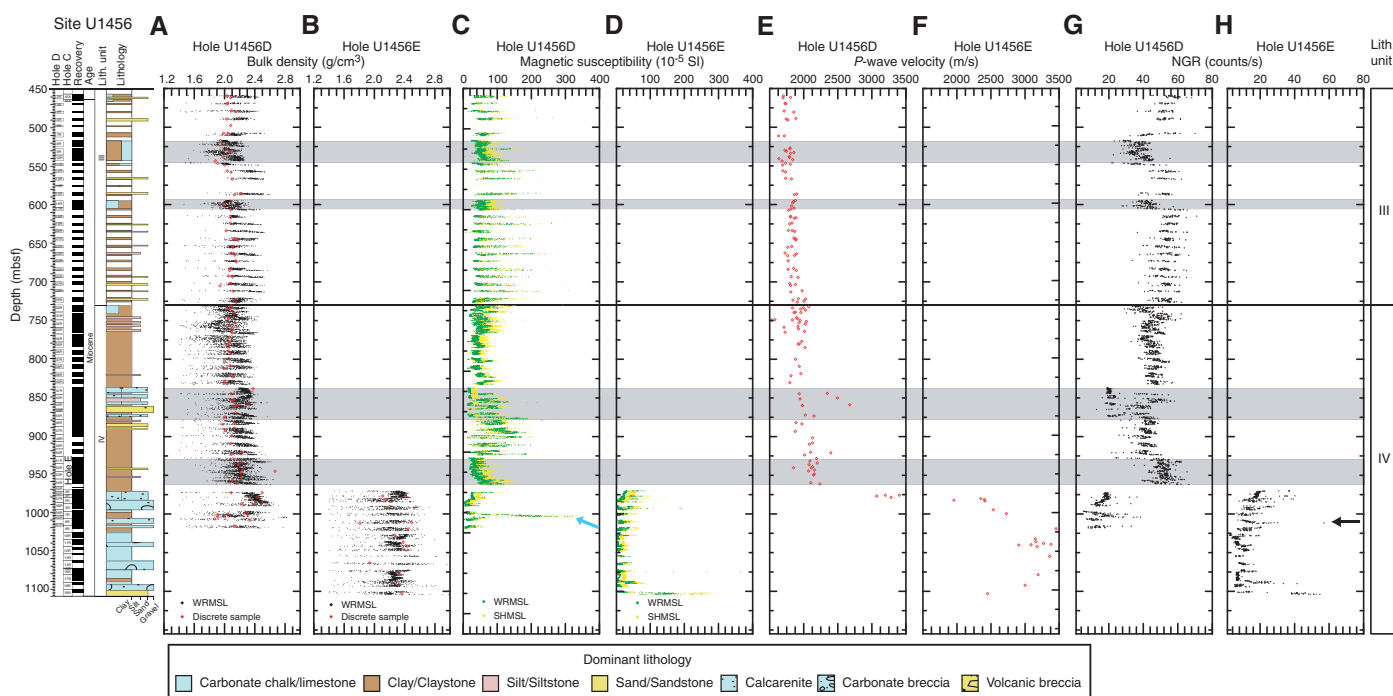 Site U1456
A B C D E F G H
Hole U1456D
Bulk density (g/cm3)
Hole U1456E
Hole U1456D
Magnetic susceptibility (10-5 SI)
Hole U1456E
Hole U1456D
P-wave velocity (m/s)
Hole U1456E
Hole U1456D
NGR (counts/s)
Hole U1456E
Lith.
unit
Hole D
Hole C
Recovery
Age
Lith. unit
Lithology
1.2 1.6 2.0 2.4 2.8
1.2 1.6 2.0 2.4 2.8
0 100 200 300 400
0 100 200 300 400
2000 2500 3000 3500
2000 2500 3000 3500
0 20 40 60 80
0 20 40 60 80
Depth (mbsf)
450
500
550
600
650
700
750
800
850
900
950
1000
1050
1100
III
IV
Miocene
Hole E
III
IV
Clay
Silt
Sand
Gravel
WRMSL
Discrete sample
WRMSL
Discrete sample
WRMSL
SHMSL
WRMSL
SHMSL
Dominant lithology
Carbonate chalk/limestone Clay/Claystone Silt/Siltstone Sand/Sandstone Calcarenite Carbonate breccia Volcanic breccia